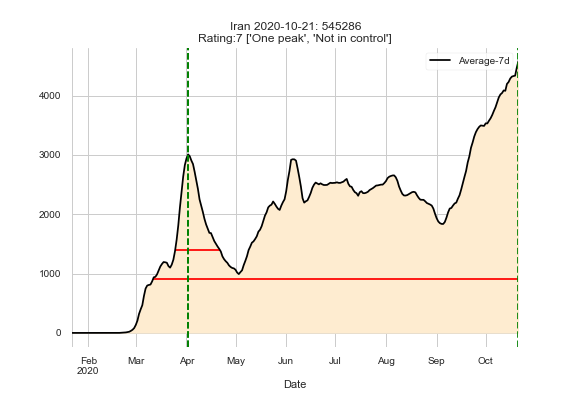 Iran 2020-10-21: 545286
Rating:7 ['One peak', 'Not in control']
Average-7d
4000
3000
2000
1000
0
Feb Mar Apr May Jun Jul Aug Sep Oct
2020
Date